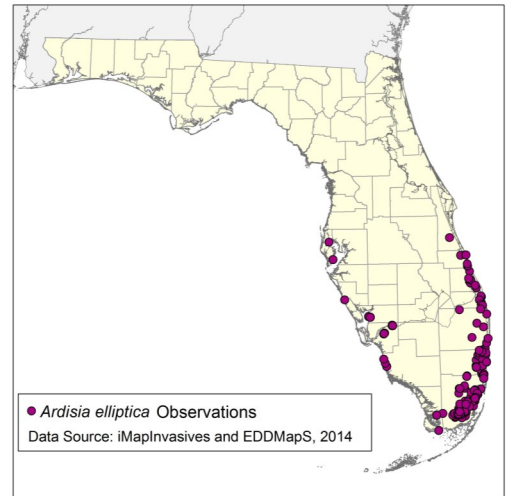 Ardisia elliptica Observations
Data Source: iMapInvasives and EDDMapS, 2014